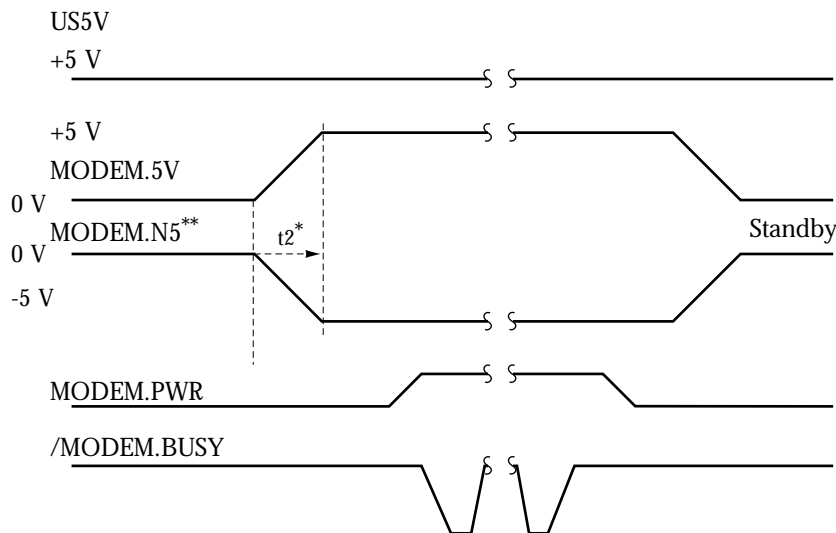 US5V
+5 V
+5 V
MODEM.5V
0 V
MODEM.N5**
t2*
Standby
0 V
-5 V
MODEM.PWR
/MODEM.BUSY